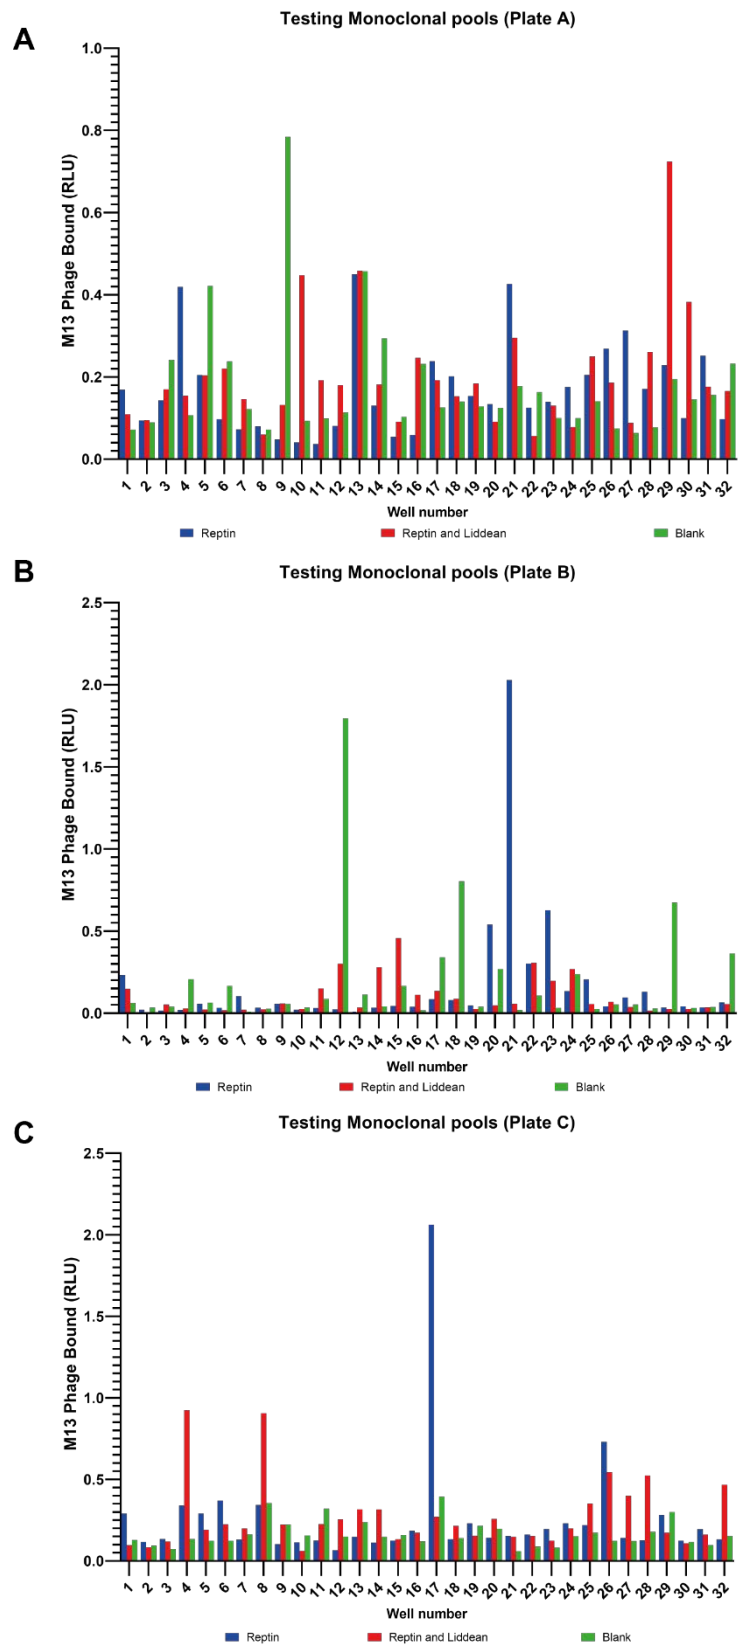 A
Testing Monoclonal pools (Plate A)
M13 Phage Bound (RLU)
1.0
0.8
0.6
0.4
0.2
0.0
1 2 3 4 5 6 7 8 9 10 11 12 13 14 15 16 17 18 19 20 21 22 23 24 25 26 27 28 29 30 31 32
Well number
Reptin Reptin and Liddean Blank
B
Testing Monoclonal pools (Plate B)
M13 Phage Bound (RLU)
2.5
2.0
1.5
1.0
0.5
0.0
1 2 3 4 5 6 7 8 9 10 11 12 13 14 15 16 17 18 19 20 21 22 23 24 25 26 27 28 29 30 31 32
Well number
Reptin Reptin and Liddean Blank
C
Testing Monoclonal pools (Plate C)
M13 Phage Bound (RLU)
2.5
2.0
1.5
1.0
0.5
0.0
1 2 3 4 5 6 7 8 9 10 11 12 13 14 15 16 17 18 19 20 21 22 23 24 25 26 27 28 29 30 31 32
Well number
Reptin Reptin and Liddean Blank